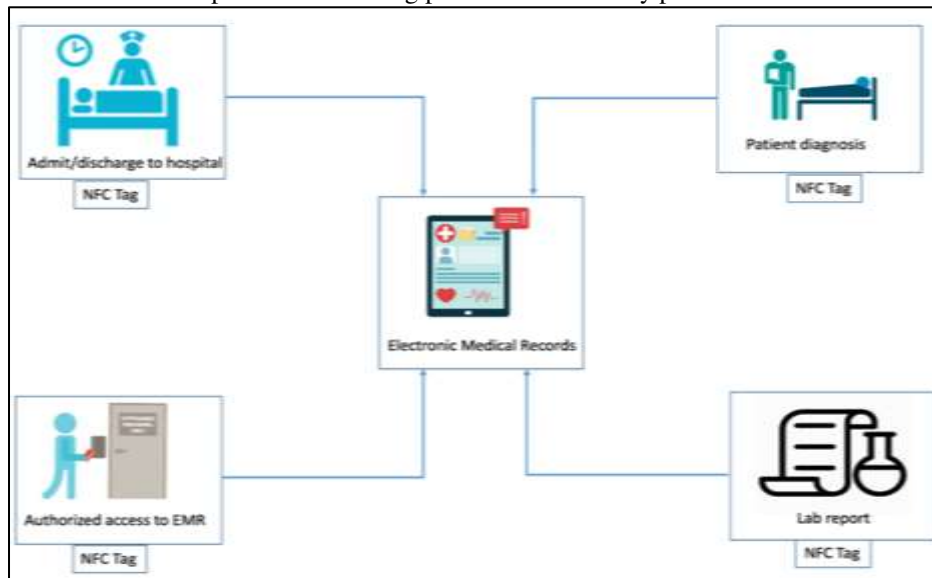 Admit/discharge to hospital
NFC Tag
Patient diagnosis
NFC Tag
Electronic Medical Records
Authorized access to EMR
NFC Tag
Lab report
NFC Tag